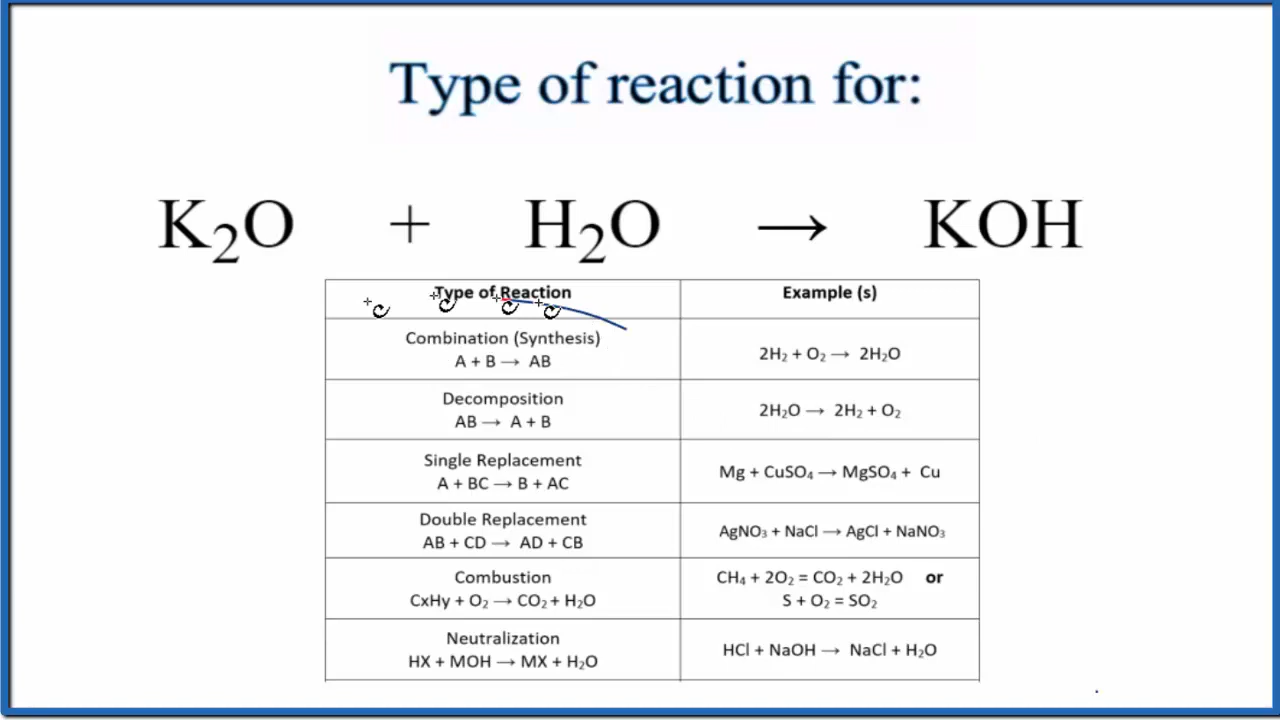 Type of reaction for:
K₂O + H₂O → KOH
Type of Reaction Example (s)
Combination (Synthesis)
A + B → AB
2H₂ + O₂ → 2H₂O
Decomposition
AB → A + B
2H₂O → 2H₂ + O₂
Single Replacement
A + BC → B + AC
Mg + CuSO₄ → MgSO₄ + Cu
Double Replacement
AB + CD → AD + CB
AgNO₃ + NaCl → AgCl + NaNO₃
Combustion
CxHy + O₂ → CO₂ + H₂O
CH₄ + 2O₂ = CO₂ + 2H₂O or
S + O₂ = SO₂
Neutralization
HX + MOH → MX + H₂O
HCl + NaOH → NaCl + H₂O